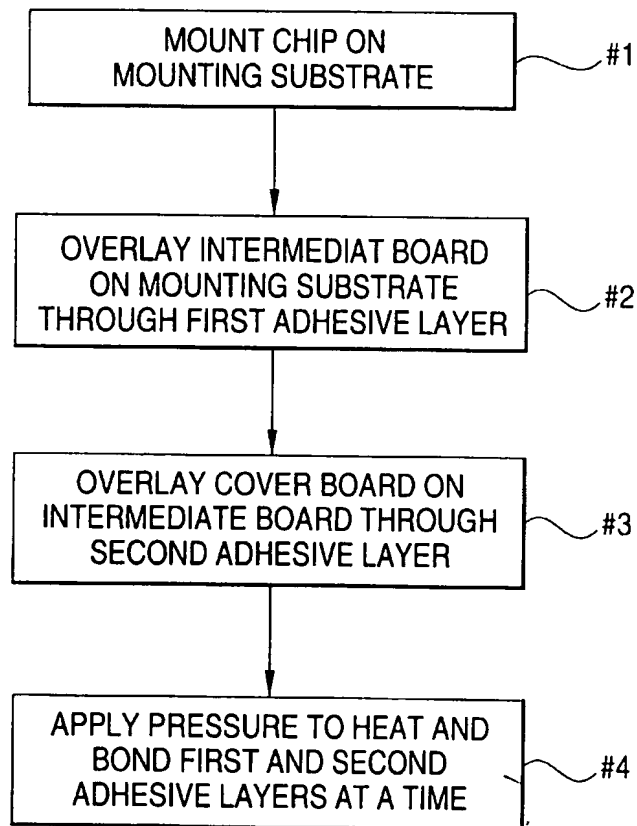 MOUNT CHIP ON
MOUNTING SUBSTRATE
#1
OVERLAY INTERMEDIAT BOARD
ON MOUNTING SUBSTRATE
THROUGH FIRST ADHESIVE LAYER
#2
OVERLAY COVER BOARD ON
INTERMEDIATE BOARD THROUGH
SECOND ADHESIVE LAYER
#3
APPLY PRESSURE TO HEAT AND
BOND FIRST AND SECOND
ADHESIVE LAYERS AT A TIME
#4